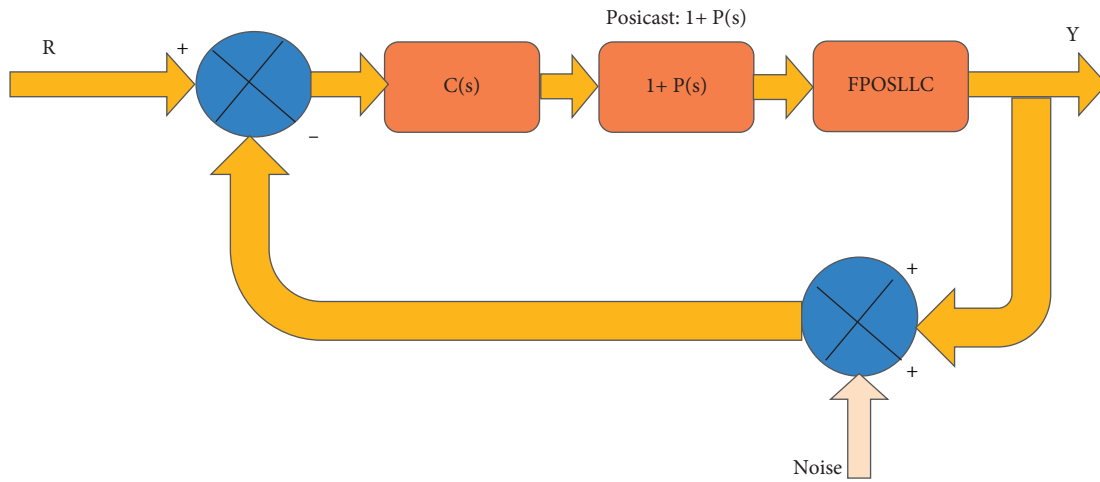 Posicast: 1+ P(s)
R
+
Y
C(s)
1+ P(s)
FPOSLLC
–
+
+
Noise